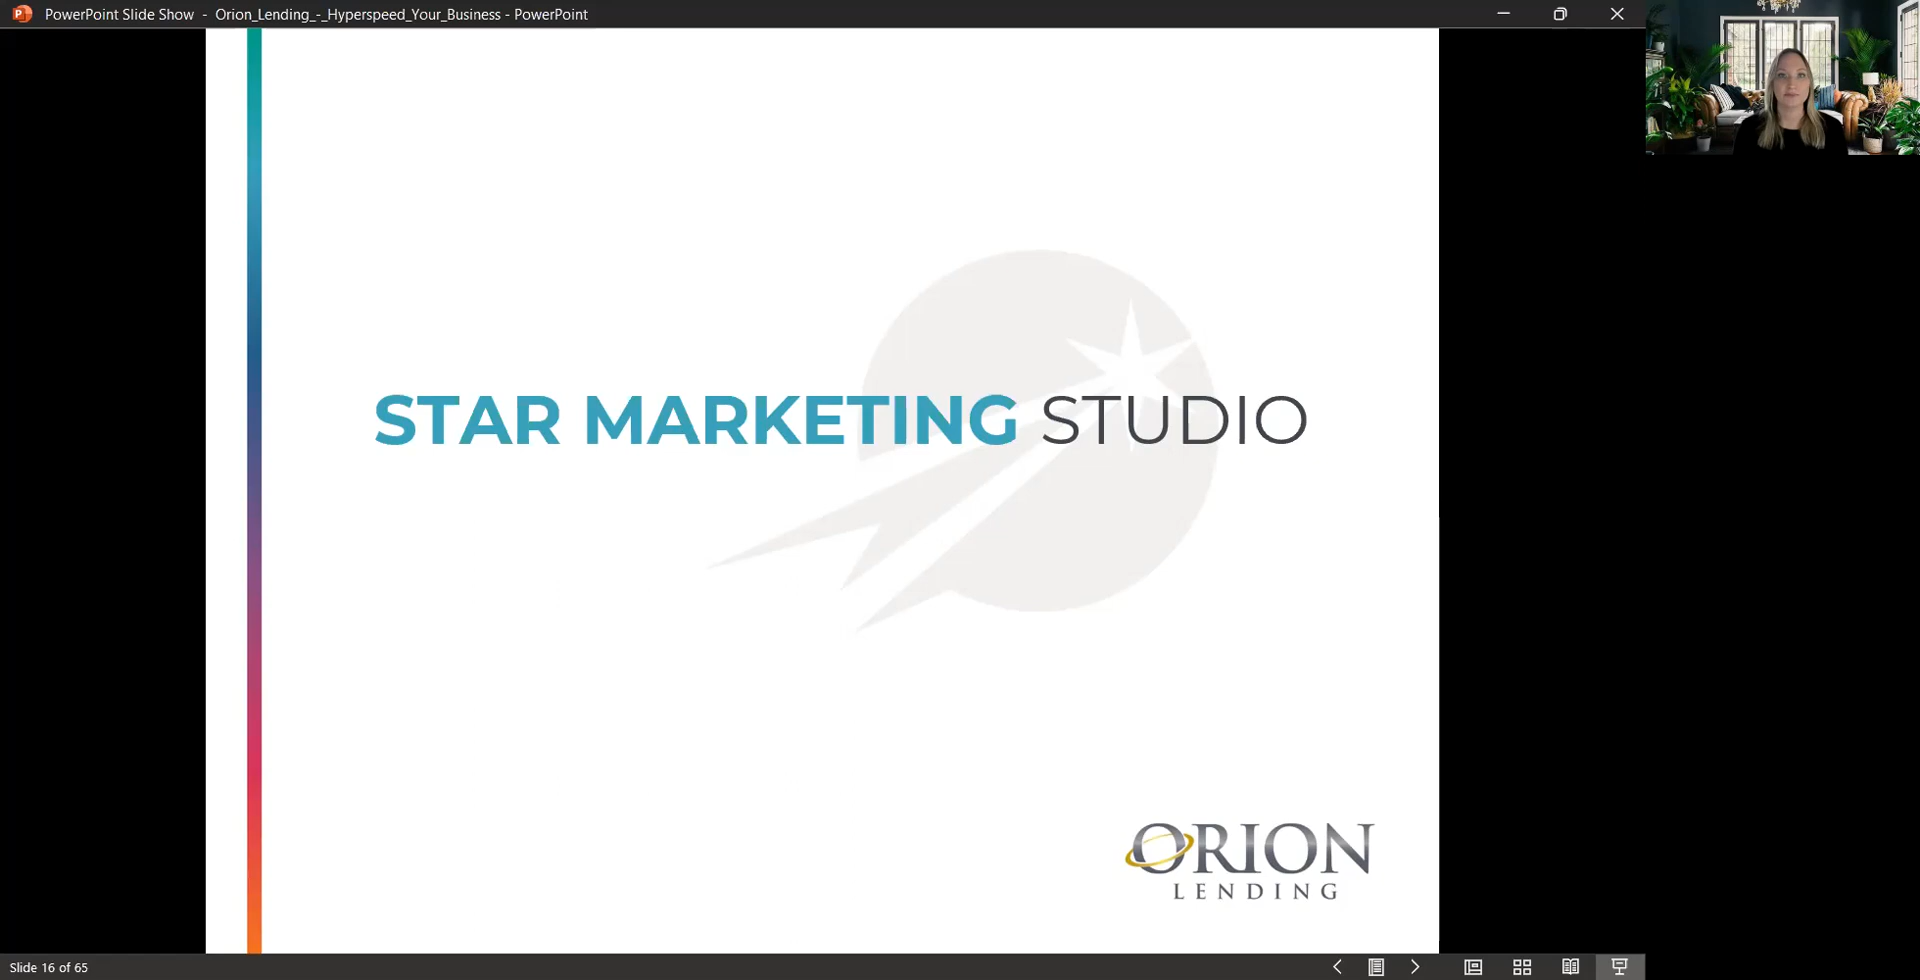 PowerPoint Slide Show - Orion_Lending_-_Hyperspeed_Your_Business - PowerPoint
STAR MARKETING STUDIO
ORION
LENDING
Slide 16 of 65